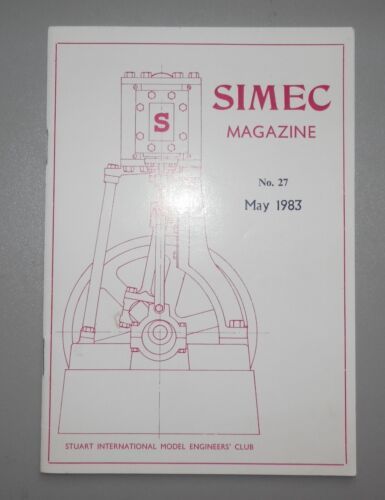 S
SIMEC
MAGAZINE
No. 27
May 1983
STUART INTERNATIONAL MODEL ENGINEERS' CLUB